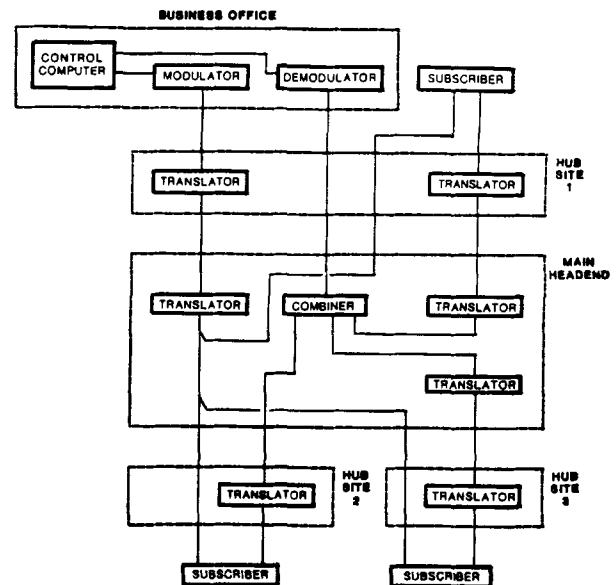 BUSINESS OFFICE
CONTROL
COMPUTER
MODULATOR
DEMODULATOR
SUBSCRIBER
TRANSLATOR
TRANSLATOR
HUB
SITE
1
MAIN
HEADEND
TRANSLATOR
COMBINER
TRANSLATOR
TRANSLATOR
TRANSLATOR
HUB
SITE
2
TRANSLATOR
HUB
SITE
3
SUBSCRIBER
SUBSCRIBER